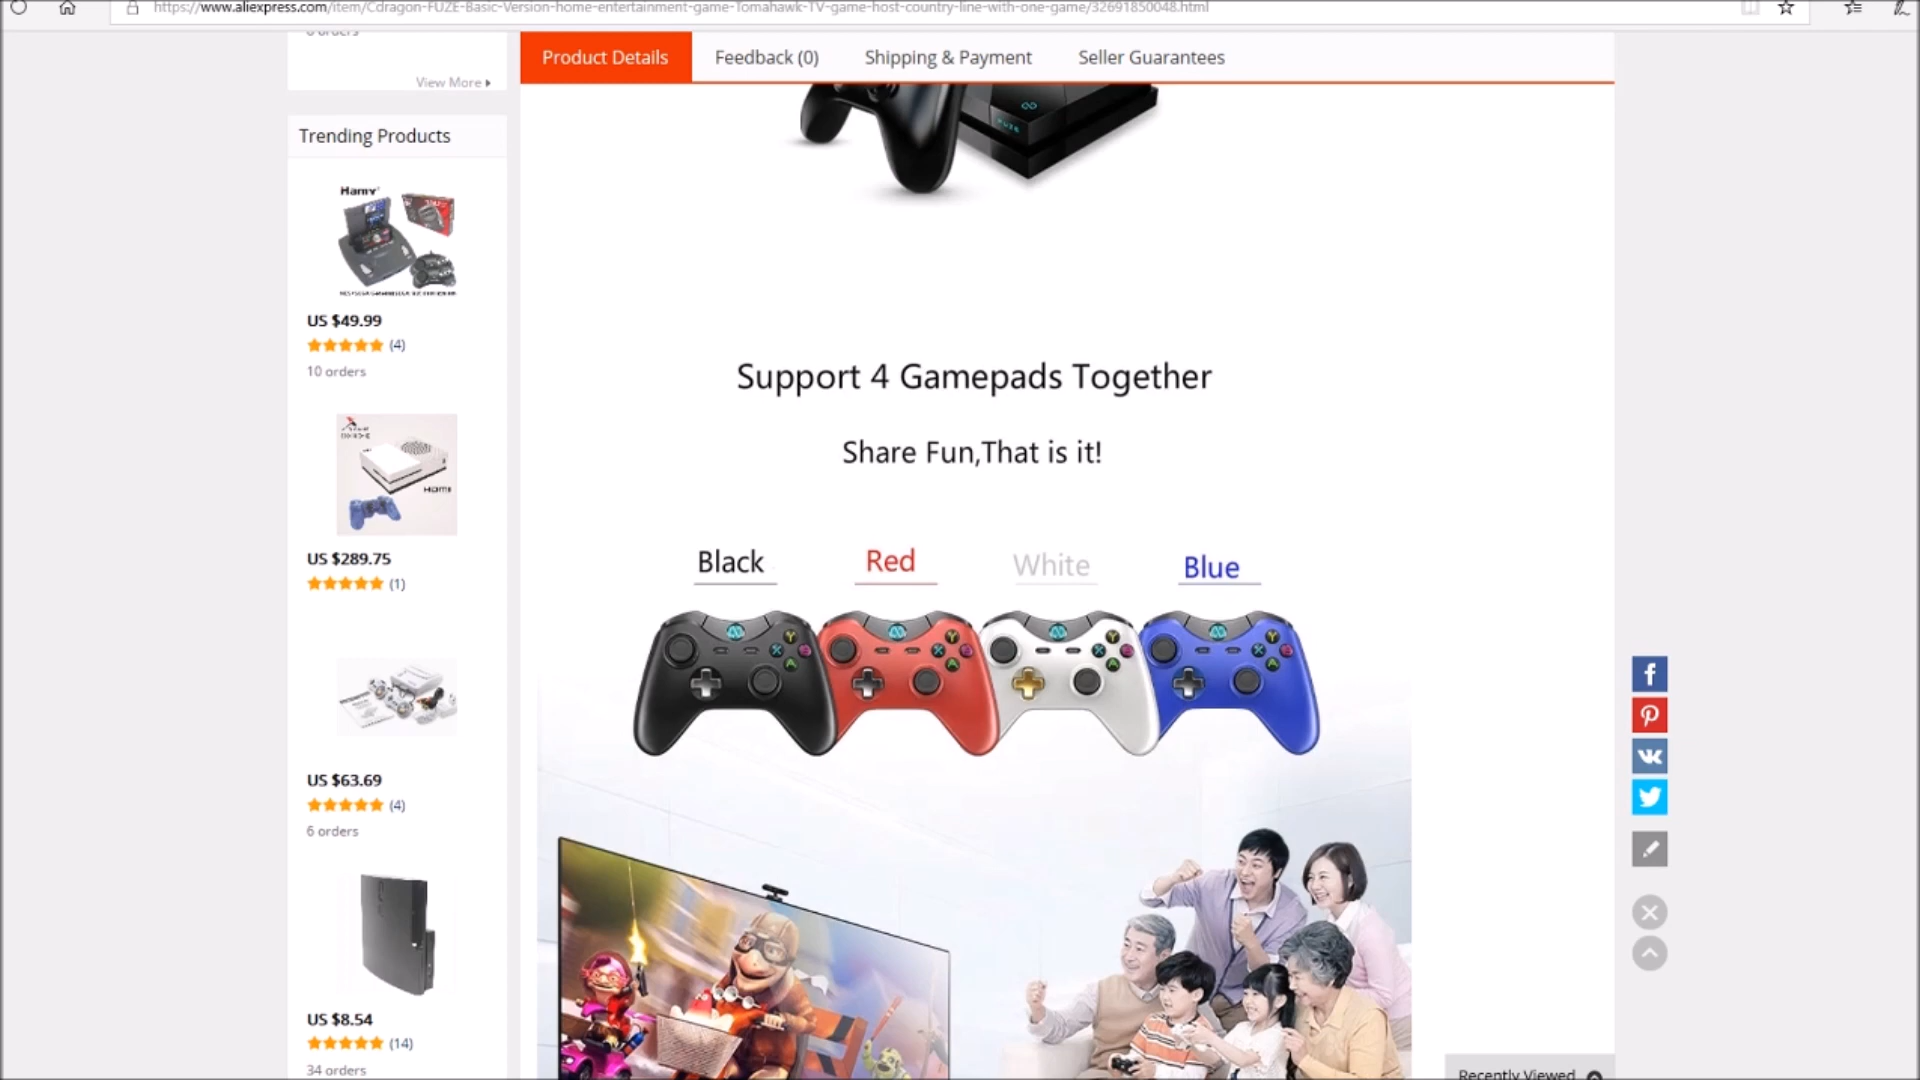 https://www.aliexpress.com/item/Cdragon-FUZE-Basic-Version-home-entertainment-game-Tomahawk-TV-game-host-country-line-with-one-game/32691850048.html
Product Details
Feedback (0)
Shipping & Payment
Seller Guarantees
View More
Trending Products
FUZE
Hamy
US $49.99
(4)
10 orders
HDMI
US $289.75
(1)
US $63.69
(4)
6 orders
US $8.54
(14)
34 orders
Support 4 Gamepads Together
Share Fun,That is it!
Black
Red
White
Blue
Recently Viewed